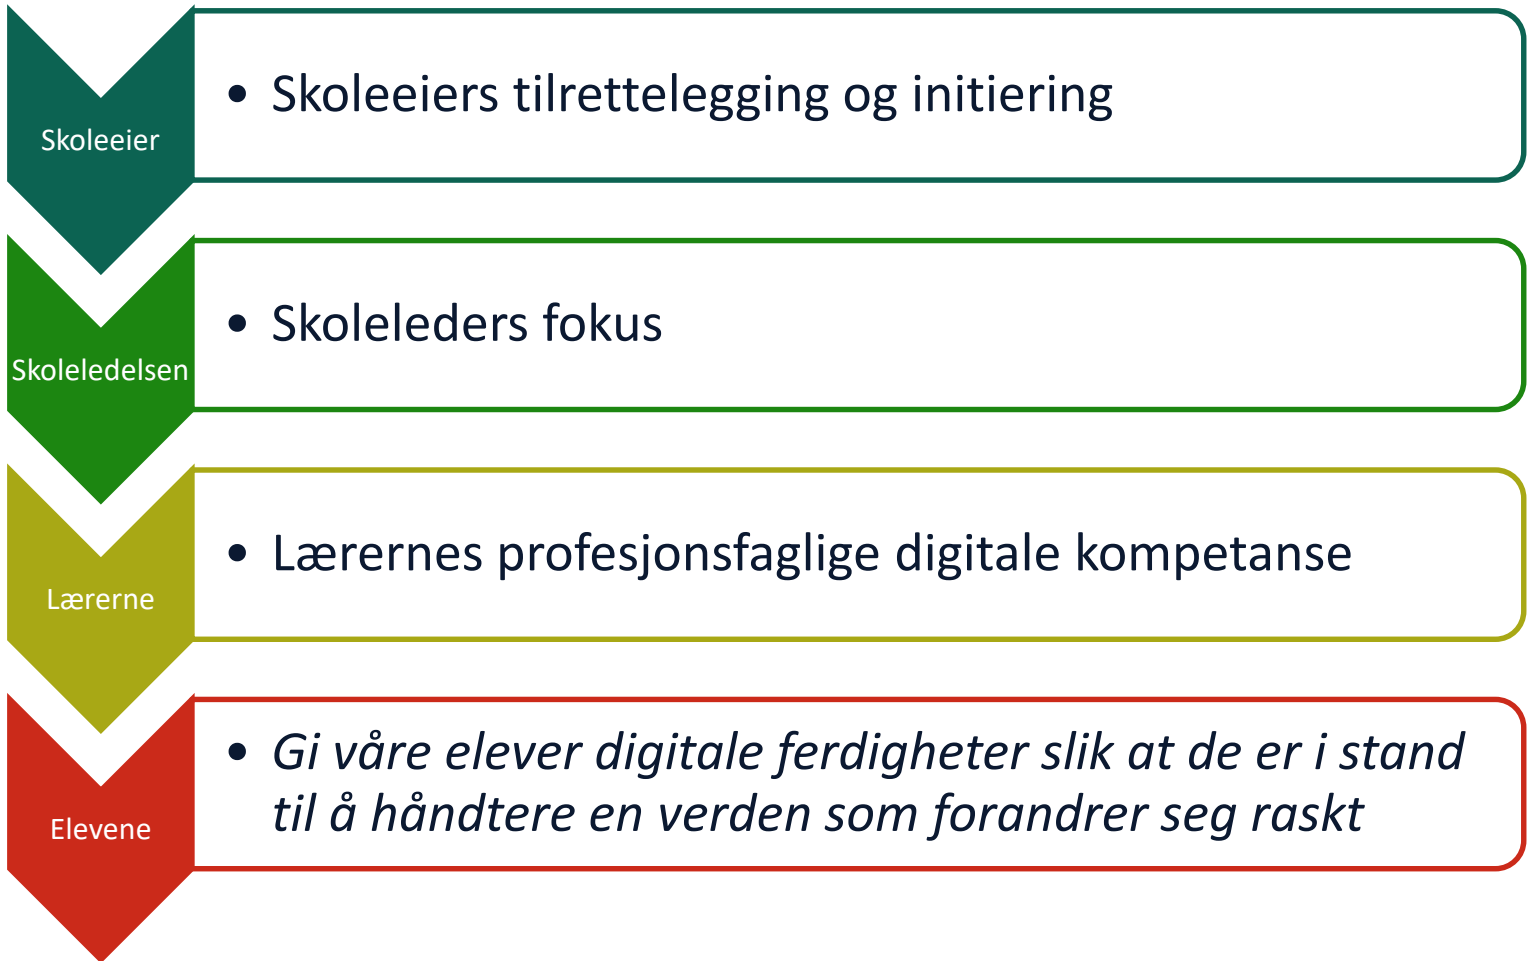 Skoleeier
• Skoleeiers tilrettelegging og initiering
Skoleledelsen
• Skoleleders fokus
Lærerne
• Lærernes profesjonsfaglige digitale kompetanse
Elevene
• Gi våre elever digitale ferdigheter slik at de er i stand
til å håndtere en verden som forandrer seg raskt